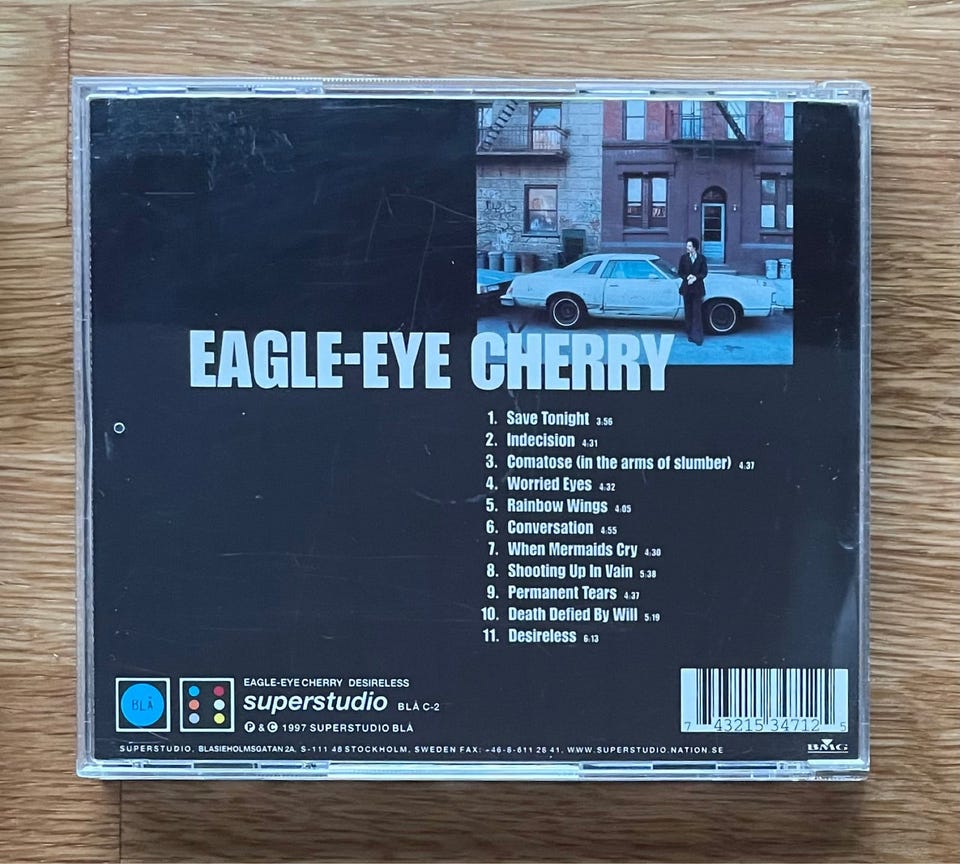 EAGLE-EYE CHERRY
1. Save Tonight 3.56
2. Indecision 4.31
3. Comatose (in the arms of slumber) 4.37
4. Worried Eyes 4.32
5. Rainbow Wings 4.05
6. Conversation 4.55
7. When Mermaids Cry 4.30
8. Shooting Up In Vain 5.38
9. Permanent Tears 4.37
10. Death Defied By Will 5:19
11. Desireless 6:13
BLÅ
EAGLE-EYE CHERRY DESIRELESS
superstudio BLÅ C-2
℗ & © 1997 SUPERSTUDIO BLÅ
SUPERSTUDIO, BLASIEHOLMSGATAN 2A, S-111 48 STOCKHOLM, SWEDEN FAX: +46-8-611 26 41, WWW.SUPERSTUDIO.NATION.SE
7 43215 34712 5
BMG